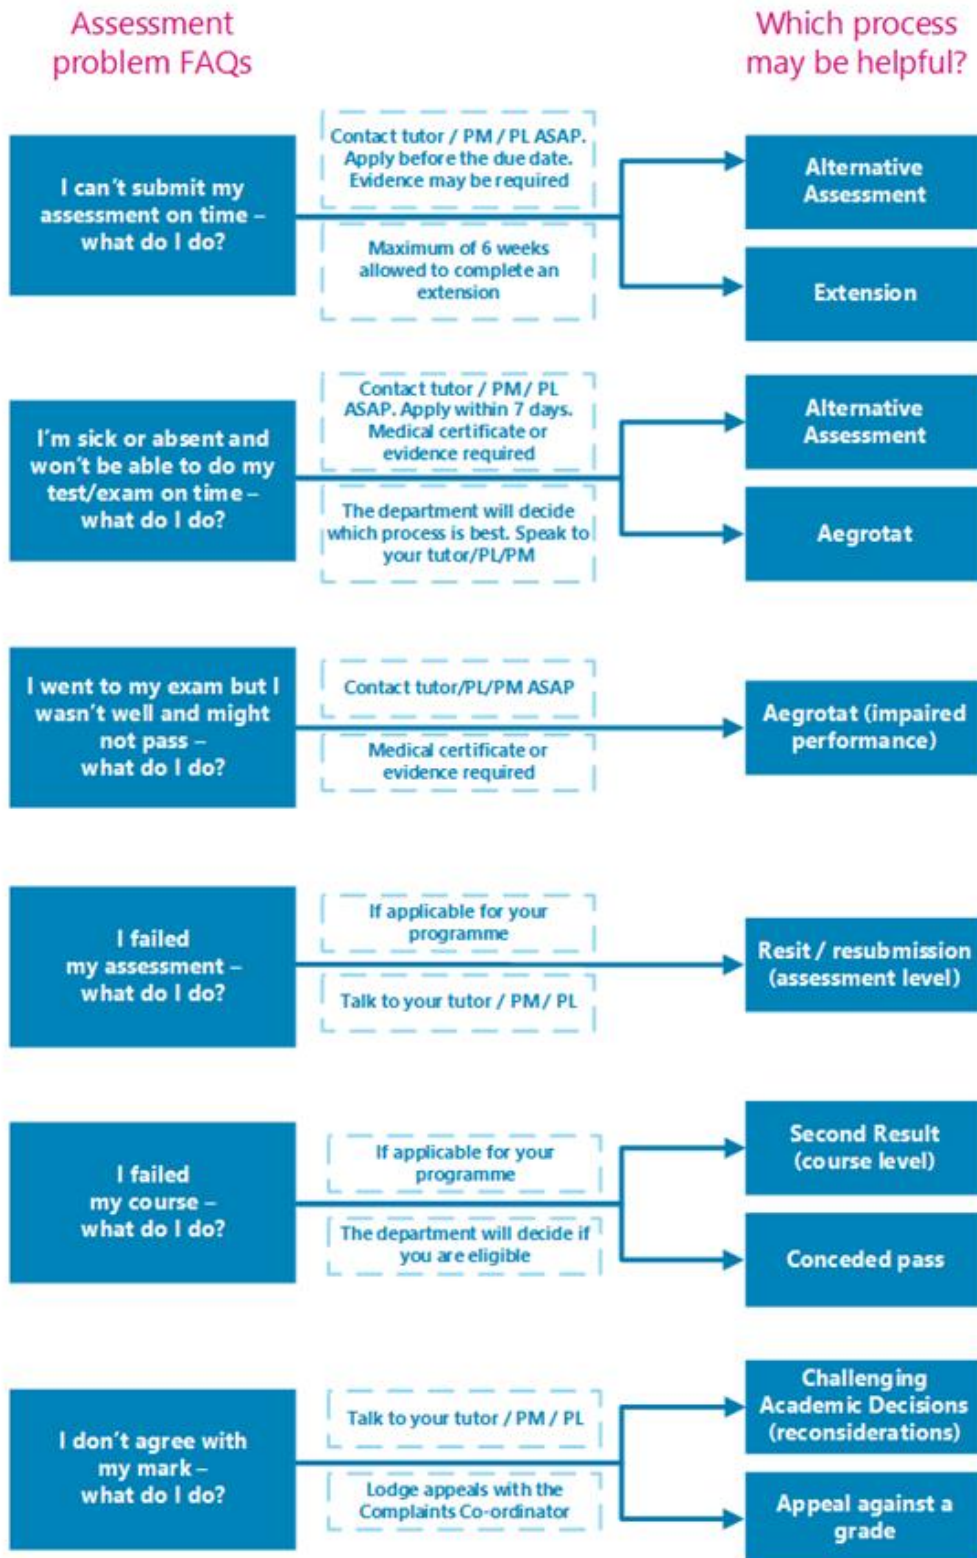 Assessment
problem FAQs
Which process
may be helpful?
I can't submit my
assessment on time –
what do I do?
Contact tutor / PM / PL ASAP.
Apply before the due date.
Evidence may be required
Maximum of 6 weeks
allowed to complete an
extension
Alternative
Assessment
Extension
I'm sick or absent and
won't be able to do my
test/exam on time –
what do I do?
Contact tutor / PM / PL
ASAP. Apply within 7 days.
Medical certificate or
evidence required
The department will decide
which process is best. Speak to
your tutor/PL/PM
Alternative
Assessment
Aegrotat
I went to my exam but I
wasn't well and might
not pass –
what do I do?
Contact tutor/PL/PM ASAP
Medical certificate or
evidence required
Aegrotat (impaired
performance)
I failed
my assessment –
what do I do?
If applicable for your
programme
Talk to your tutor / PM / PL
Resit / resubmission
(assessment level)
I failed
my course –
what do I do?
If applicable for your
programme
The department will decide if
you are eligible
Second Result
(course level)
Conceded pass
I don't agree with
my mark –
what do I do?
Talk to your tutor / PM / PL
Lodge appeals with the
Complaints Co-ordinator
Challenging
Academic Decisions
(reconsiderations)
Appeal against a
grade